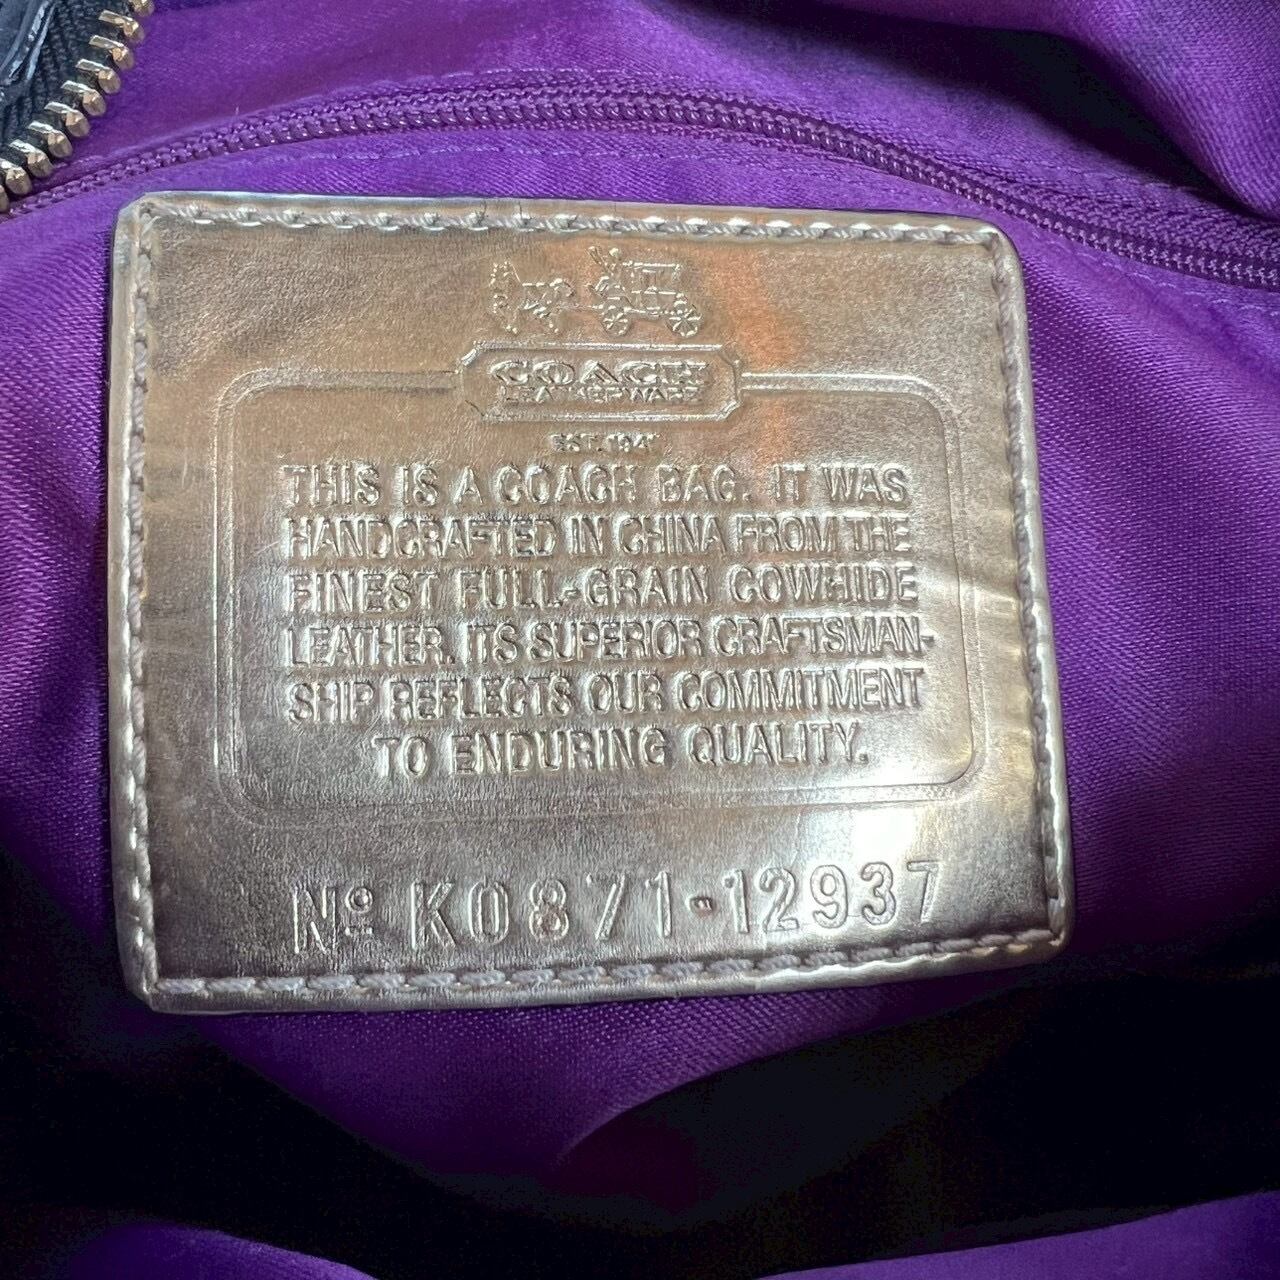 COACH
LEATHERWARE
EST. 1941
THIS IS A COACH BAG. IT WAS
HANDCRAFTED IN CHINA FROM THE
FINEST FULL-GRAIN COWHIDE
LEATHER. ITS SUPERIOR CRAFTSMAN-
SHIP REFLECTS OUR COMMITMENT
TO ENDURING QUALITY.
Nº K0871-12937